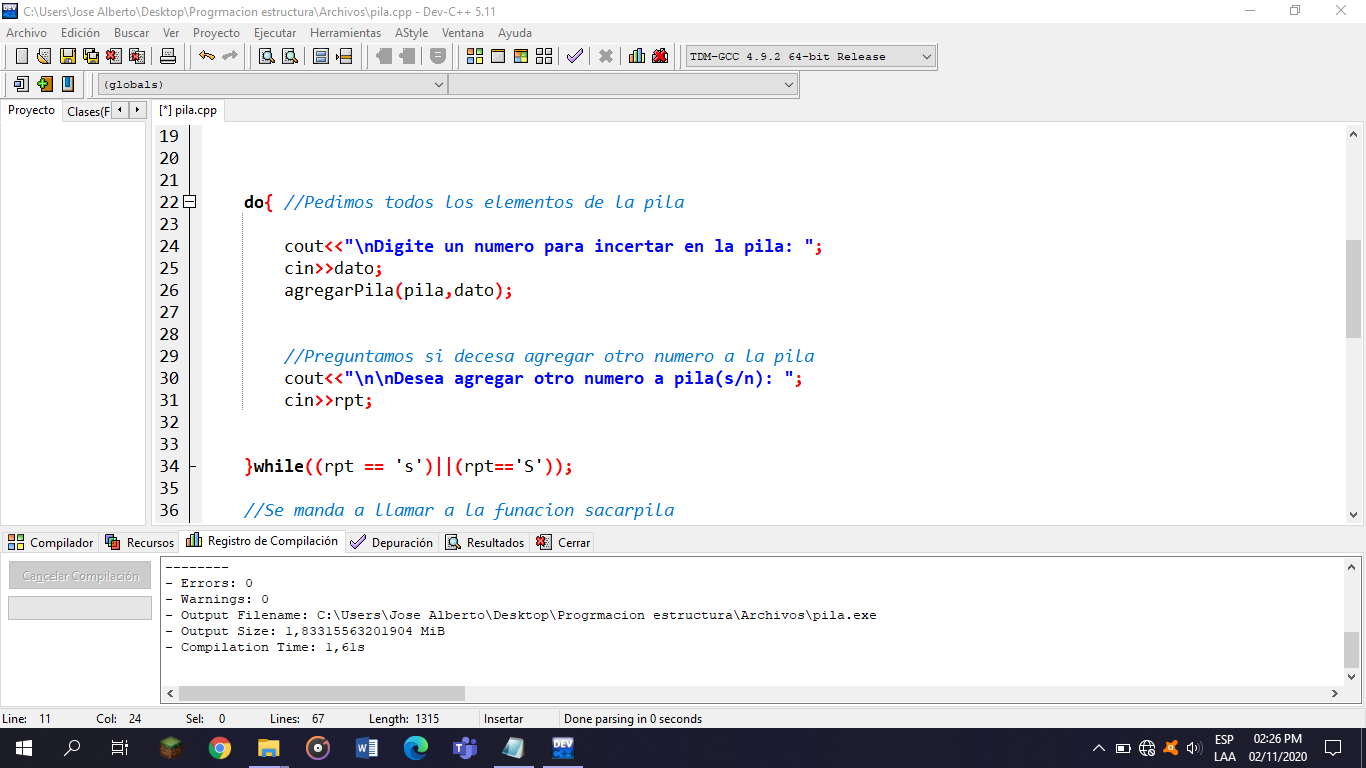 C:\Users\Jose Alberto\Desktop\Progrmacion estructura\Archivos\pila.cpp - Dev-C++ 5.11
Archivo Edición Buscar Ver Proyecto Ejecutar Herramientas AStyle Ventana Ayuda
TDM-GCC 4.9.2 64-bit Release
(globals)
Proyecto Clases(F [*] pila.cpp
19
20
21
22 do{ //Pedimos todos los elementos de la pila
23
24 cout<<"\nDigite un numero para incertar en la pila: ";
25 cin>>dato;
26 agregarPila(pila,dato);
27
28
29 //Preguntamos si decesa agregar otro numero a la pila
30 cout<<"\n\nDesea agregar otro numero a pila(s/n): ";
31 cin>>rpt;
32
33
34 }while((rpt == 's')||(rpt=='S'));
35
36 //Se manda a llamar a la funacion sacarpila
Compilador Recursos Registro de Compilación Depuración Resultados Cerrar
Cancelar Compilación
--------
- Errors: 0
- Warnings: 0
- Output Filename: C:\Users\Jose Alberto\Desktop\Progrmacion estructura\Archivos\pila.exe
- Output Size: 1,83315563201904 MiB
- Compilation Time: 1,61s
Line: 11 Col: 24 Sel: 0 Lines: 67 Length: 1315 Insertar Done parsing in 0 seconds
ESP 02:26 PM
LAA 02/11/2020